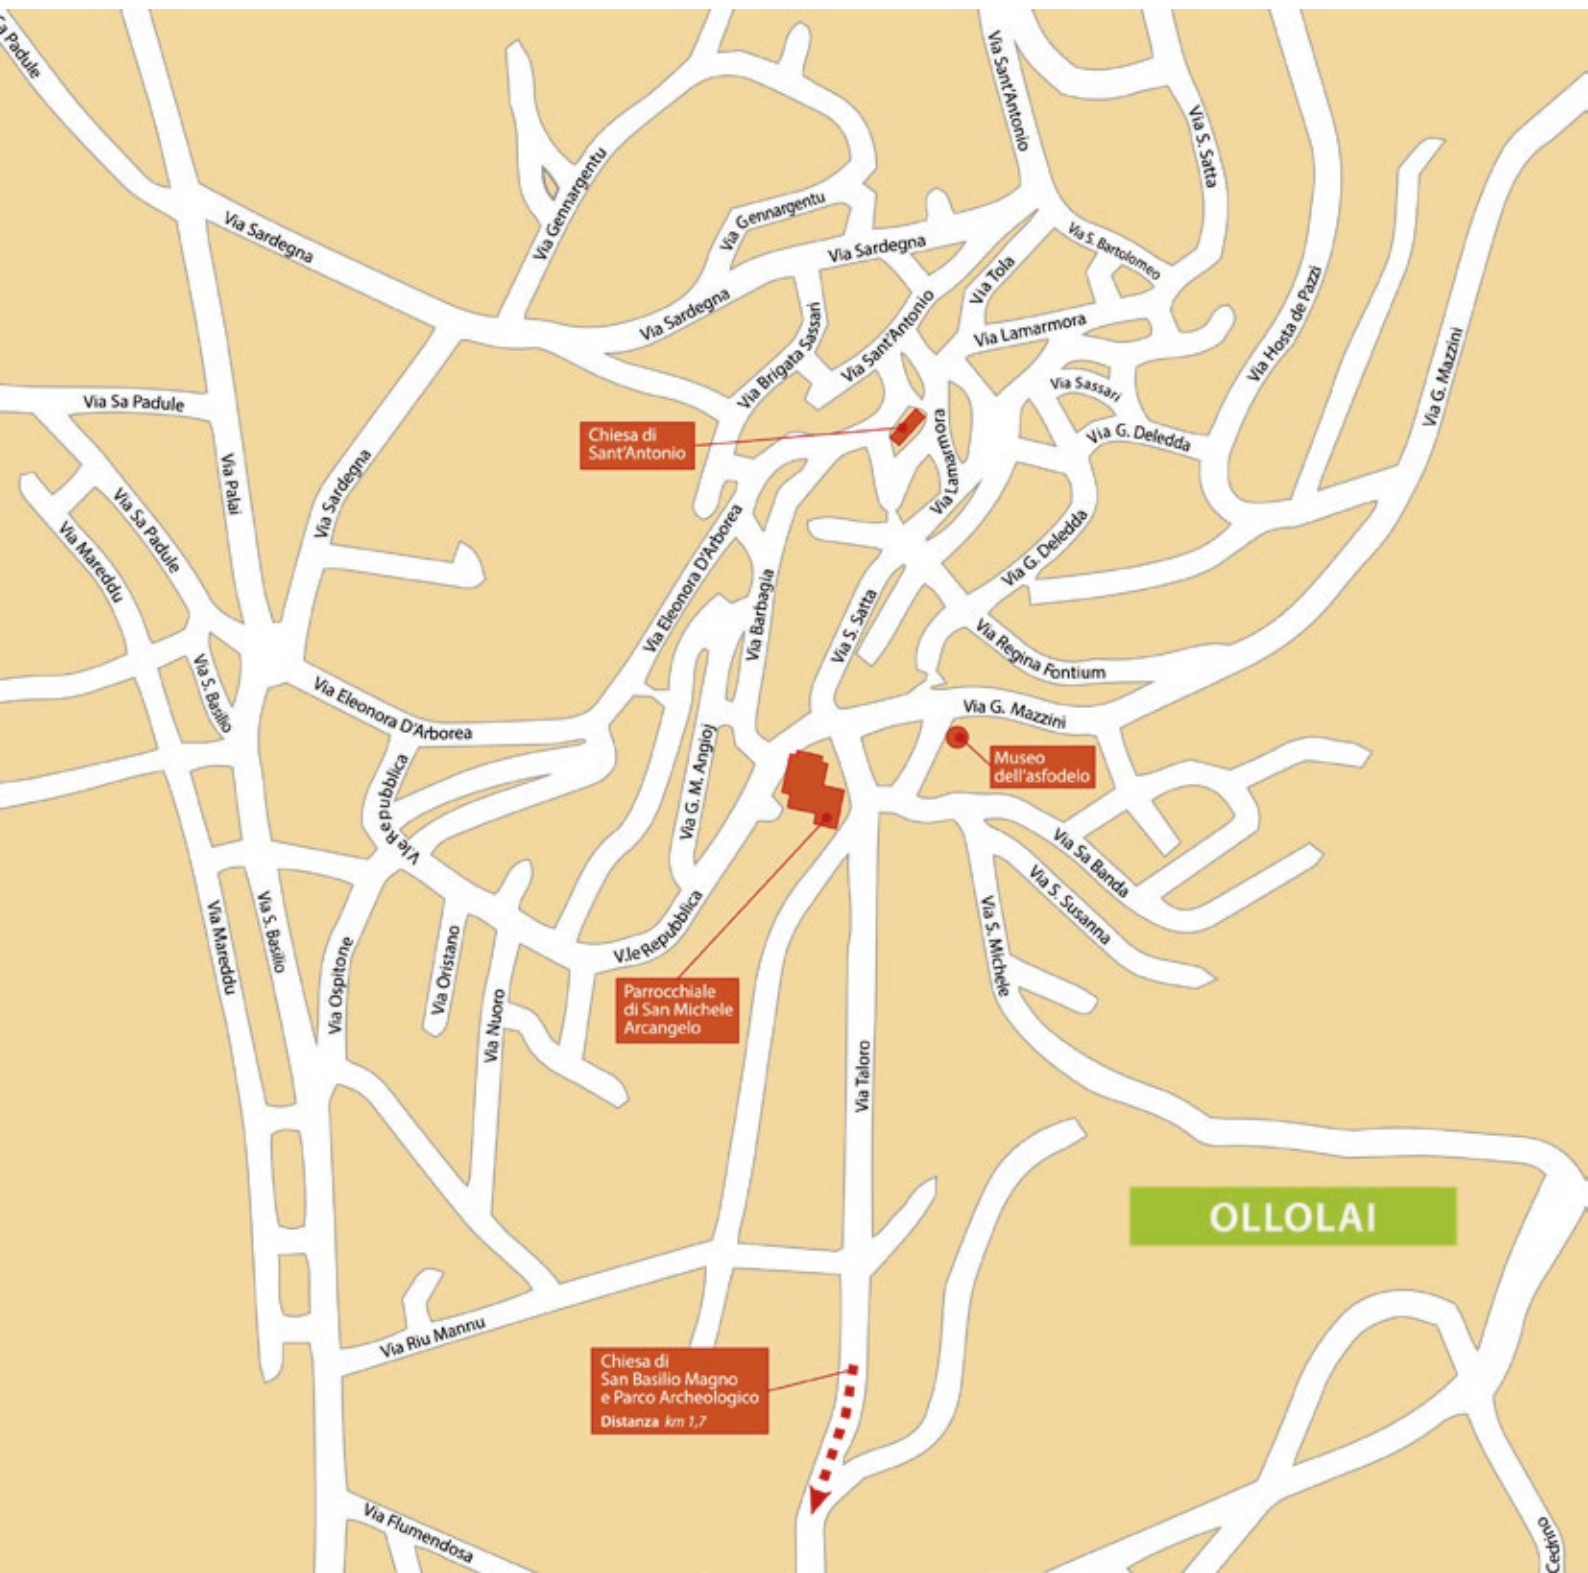 Sa Padule
Via Sant'Antonio
Via S. Satta
Via Gennargentu
Via Gennargentu
Via Sardegna
Via Sardegna
Via S. Bartolomeo
Via Tola
Via Sardegna
Via Hosta de Pazzi
Via Brigata Sassari
Via Sant'Antonio
Via Lamarmora
Via G. Mazzini
Via Sassari
Via Sa Padule
Chiesa di
Sant'Antonio
Via Lamarmora
Via G. Deledda
Via Palai
Via Sardegna
Via Sa Padule
Via Mareddu
Via Eleonora D'Arborea
Via Barbagia
Via S. Satta
Via G. Deledda
Via Regina Fontium
Via S. Basilio
Via Eleonora D'Arborea
Via G. Mazzini
Museo
dell'asfodelo
V.le Repubblica
Via G. M. Angioj
Via Sa Banda
Via S. Susanna
Via Mareddu
Via S. Basilio
Via Ospitone
Via Oristano
Via Nuoro
V.le Repubblica
Via S. Michele
Parrocchiale
di San Michele
Arcangelo
Via Taloro
OLLOLAI
Via Riu Mannu
Chiesa di
San Basilio Magno
e Parco Archeologico
Distanza km 1,7
Via Flumendosa
Cedrino